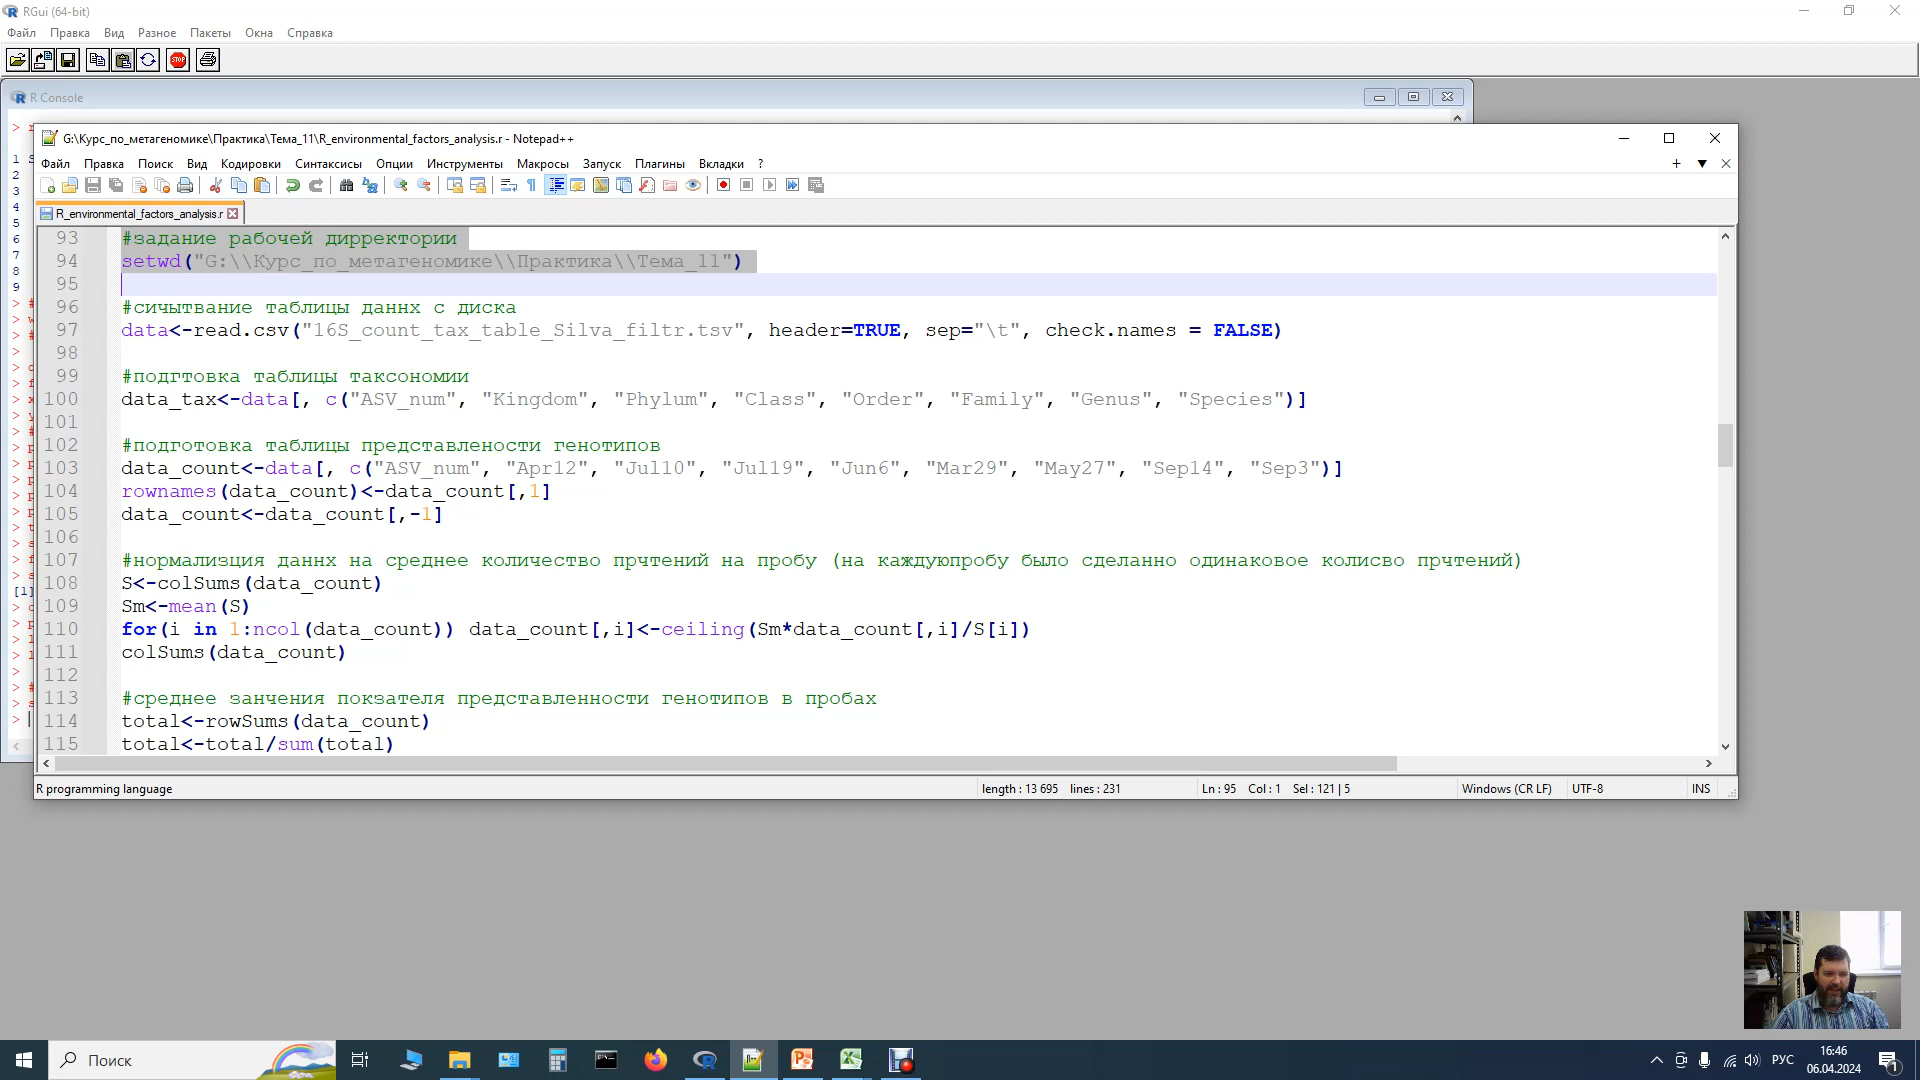 RGui (64-bit)
Файл Правка Вид Разное Пакеты Окна Справка
STOP
R Console
G:\Курс_по_метагеномике\Практика\Тема_11\R_environmental_factors_analysis.r - Notepad++
Файл Правка Поиск Вид Кодировки Синтаксисы Опции Инструменты Макросы Запуск Плагины Вкладки ?
R_environmental_factors_analysis.r
93 #задание рабочей дирректории
94 setwd("G:\\Курс_по_метагеномике\\Практика\\Тема_11")
95
96 #сичытвание таблицы даннх с диска
97 data<-read.csv("16S_count_tax_table_Silva_filtr.tsv", header=TRUE, sep="\t", check.names = FALSE)
98
99 #подгтовка таблицы таксономии
100 data_tax<-data[, c("ASV_num", "Kingdom", "Phylum", "Class", "Order", "Family", "Genus", "Species")]
101
102 #подготовка таблицы представлености генотипов
103 data_count<-data[, c("ASV_num", "Apr12", "Jul10", "Jul19", "Jun6", "Mar29", "May27", "Sep14", "Sep3")]
104 rownames(data_count)<-data_count[,1]
105 data_count<-data_count[,-1]
106
107 #нормализция даннх на среднее количество прчтений на пробу (на каждуюпробу было сделанно одинаковое колисво прчтений)
108 S<-colSums(data_count)
109 Sm<-mean(S)
110 for(i in 1:ncol(data_count)) data_count[,i]<-ceiling(Sm*data_count[,i]/S[i])
111 colSums(data_count)
112
113 #среднее занчения покзателя представленности генотипов в пробах
114 total<-rowSums(data_count)
115 total<-total/sum(total)
R programming language length : 13 695 lines : 231 Ln : 95 Col : 1 Sel : 121 | 5 Windows (CR LF) UTF-8 INS
Поиск
РУС
16:46
06.04.2024
1